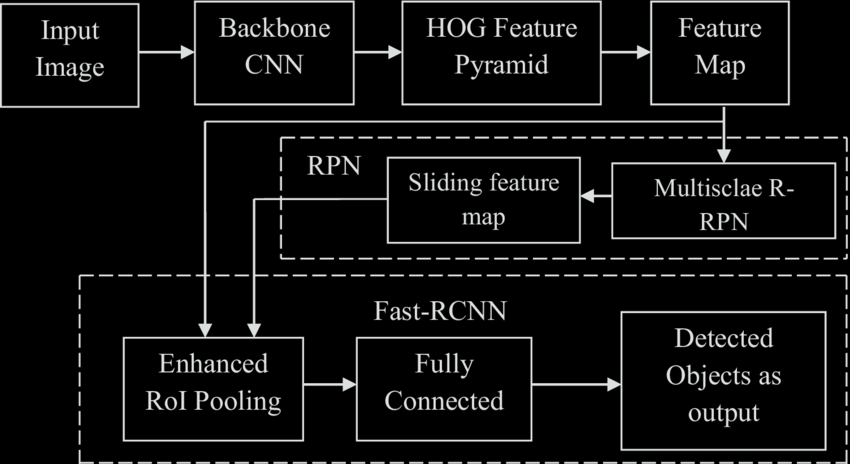 Input
Image
Backbone
CNN
HOG Feature
Pyramid
Feature
Map
RPN
Sliding feature
map
Multisclae R-
RPN
Fast-RCNN
Enhanced
RoI Pooling
Fully
Connected
Detected
Objects as
output